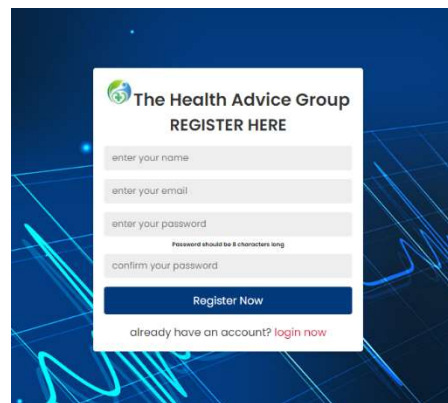 The Health Advice Group
REGISTER HERE
enter your name
enter your email
enter your password
Password should be 8 characters long
confirm your password
Register Now
already have an account? login now